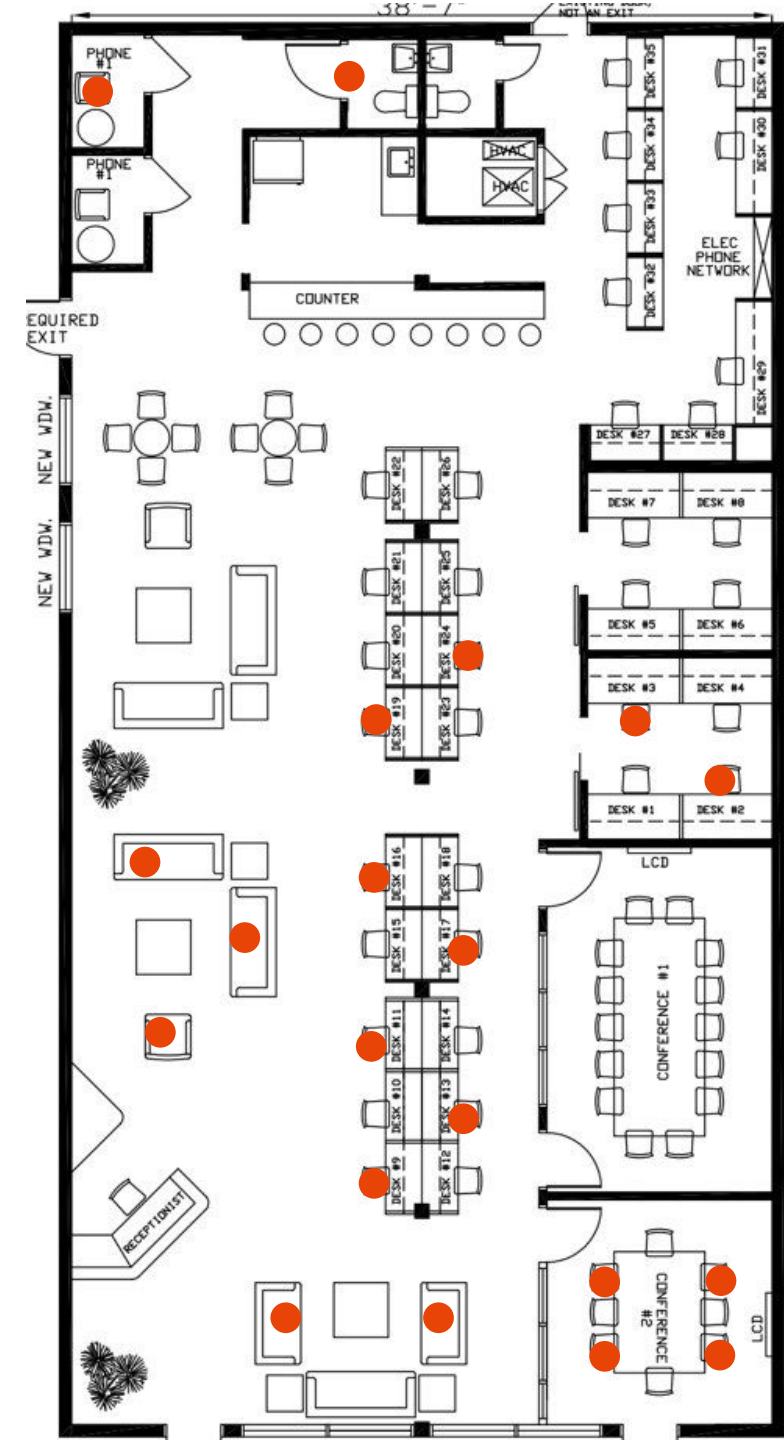 38'-7"
NOT AN EXIT
PHONE
#1
PHONE
#1
HVAC
HVAC
DESK #35
DESK #34
DESK #33
DESK #32
DESK #31
DESK #30
ELEC
PHONE
NETWORK
DESK #29
COUNTER
EQUIRED
EXIT
NEW WDW.
NEW WDW.
DESK #27
DESK #28
DESK #22
DESK #26
DESK #7
DESK #8
DESK #21
DESK #25
DESK #20
DESK #24
DESK #5
DESK #6
DESK #19
DESK #23
DESK #3
DESK #4
DESK #1
DESK #2
LCD
DESK #16
DESK #18
DESK #15
DESK #17
CONFERENCE #1
DESK #11
DESK #14
DESK #10
DESK #13
DESK #9
DESK #12
RECEPTIONIST
CONFERENCE
#2
LCD